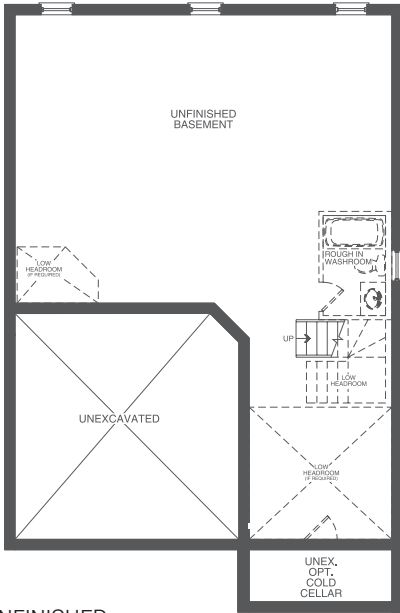 UNFINISHED
BASEMENT
LOW
HEADROOM
(IF REQUIRED)
ROUGH IN
WASHROOM
UP
LOW
HEADROOM
UNEXCAVATED
LOW
HEADROOM
(IF REQUIRED)
UNEX.
OPT.
COLD
CELLAR